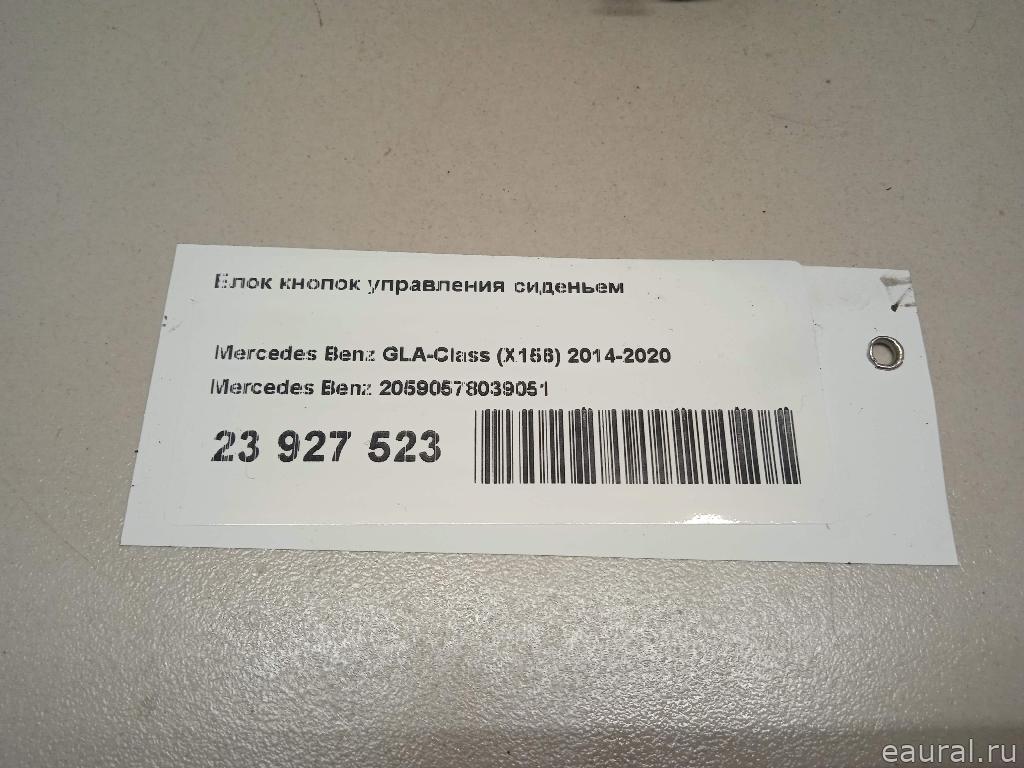 Блок кнопок управления сиденьем
Mercedes Benz GLA-Class (X156) 2014-2020
Mercedes Benz 20590578039051
23 927 523
eaural.ru